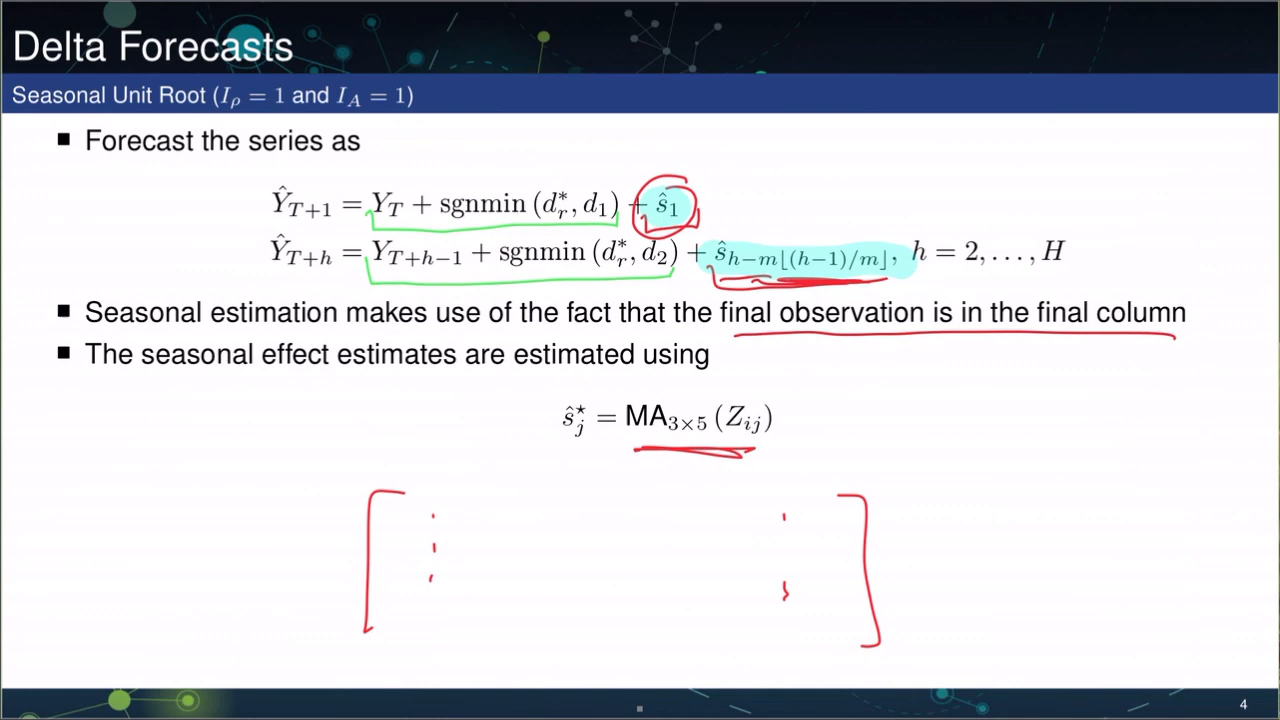 Delta Forecasts
Seasonal Unit Root (I_ρ = 1 and I_A = 1)
■ Forecast the series as
Ŷ_{T+1} = Y_T + sgnmin (d_r^*, d_1) + ŝ_1
Ŷ_{T+h} = Y_{T+h−1} + sgnmin (d_r^*, d_2) + ŝ_{h−m⌊(h−1)/m⌋}, h = 2, . . . , H
■ Seasonal estimation makes use of the fact that the final observation is in the final column
■ The seasonal effect estimates are estimated using
ŝ_j^⋆ = MA_{3×5} (Z_{ij})
4